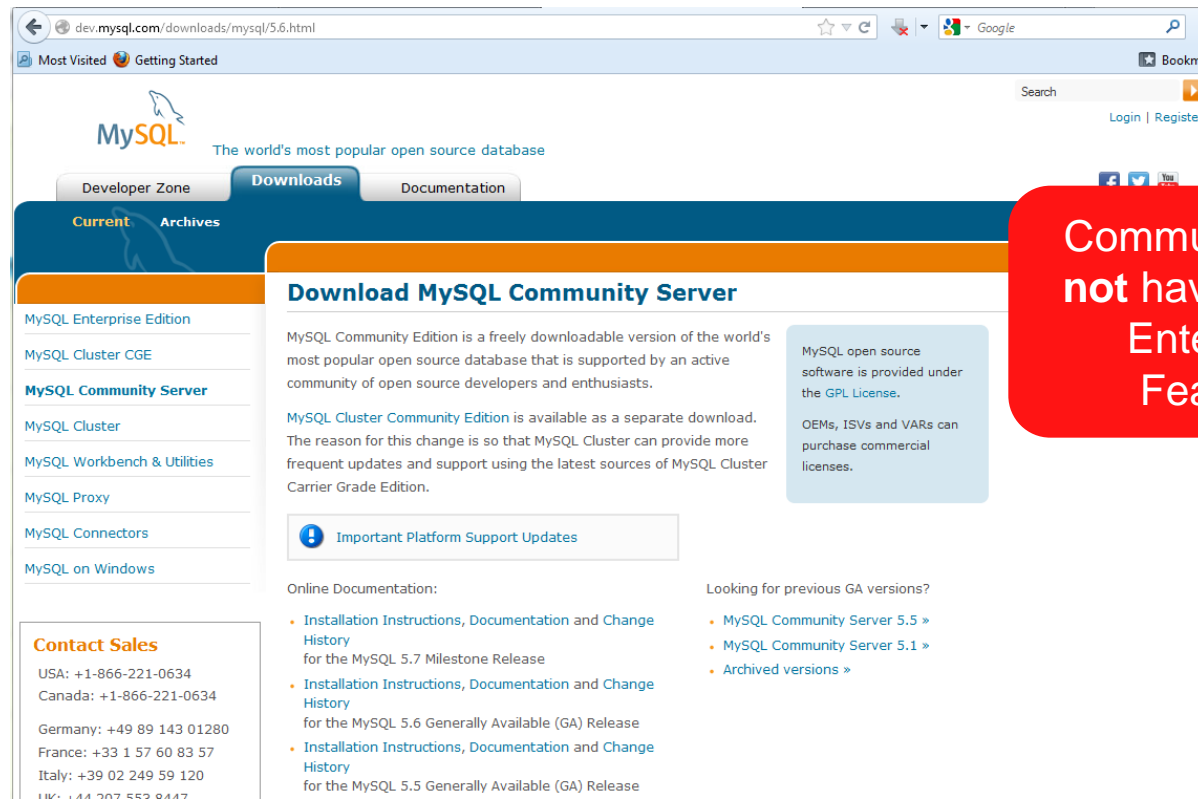 dev.mysql.com/downloads/mysql/5.6.html
Google
Most Visited Getting Started
Search
Login |
MySQL
The world's most popular open source database
Developer Zone
Downloads
Documentation
You
Current Archives
not
Download MySQL Community Server
MySQL Enterprise Edition
MySQL Cluster CGE
MySQL Community Server
MySQL Cluster
MySQL Workbench & Utilities
MySQL Proxy
MySQL Connectors
MySQL on Windows
MySQL Community Edition is a freely downloadable version of the world's
most popular open source database that is supported by an active
community of open source developers and enthusiasts.
MySQL Cluster Community Edition is available as a separate download.
The reason for this change is so that MySQL Cluster can provide more
frequent updates and support using the latest sources of MySQL Cluster
Carrier Grade Edition.
MySQL open source
software is provided under
the GPL License.
OEMs, ISVs and VARs can
purchase commercial
licenses.
Important Platform Support Updates
Online Documentation:
Installation Instructions, Documentation and Change
History
for the MySQL 5.7 Milestone Release
Installation Instructions, Documentation and Change
History
for the MySQL 5.6 Generally Available (GA) Release
Installation Instructions, Documentation and Change
History
for the MySQL 5.5 Generally Available (GA) Release
Looking for previous GA versions?
MySQL Community Server 5.5 »
MySQL Community Server 5.1 »
Archived versions »
Contact Sales
USA: +1-866-221-0634
Canada: +1-866-221-0634
Germany: +49 89 143 01280
France: +33 1 57 60 83 57
Italy: +39 02 249 59 120
UK: +44 207 553 8447